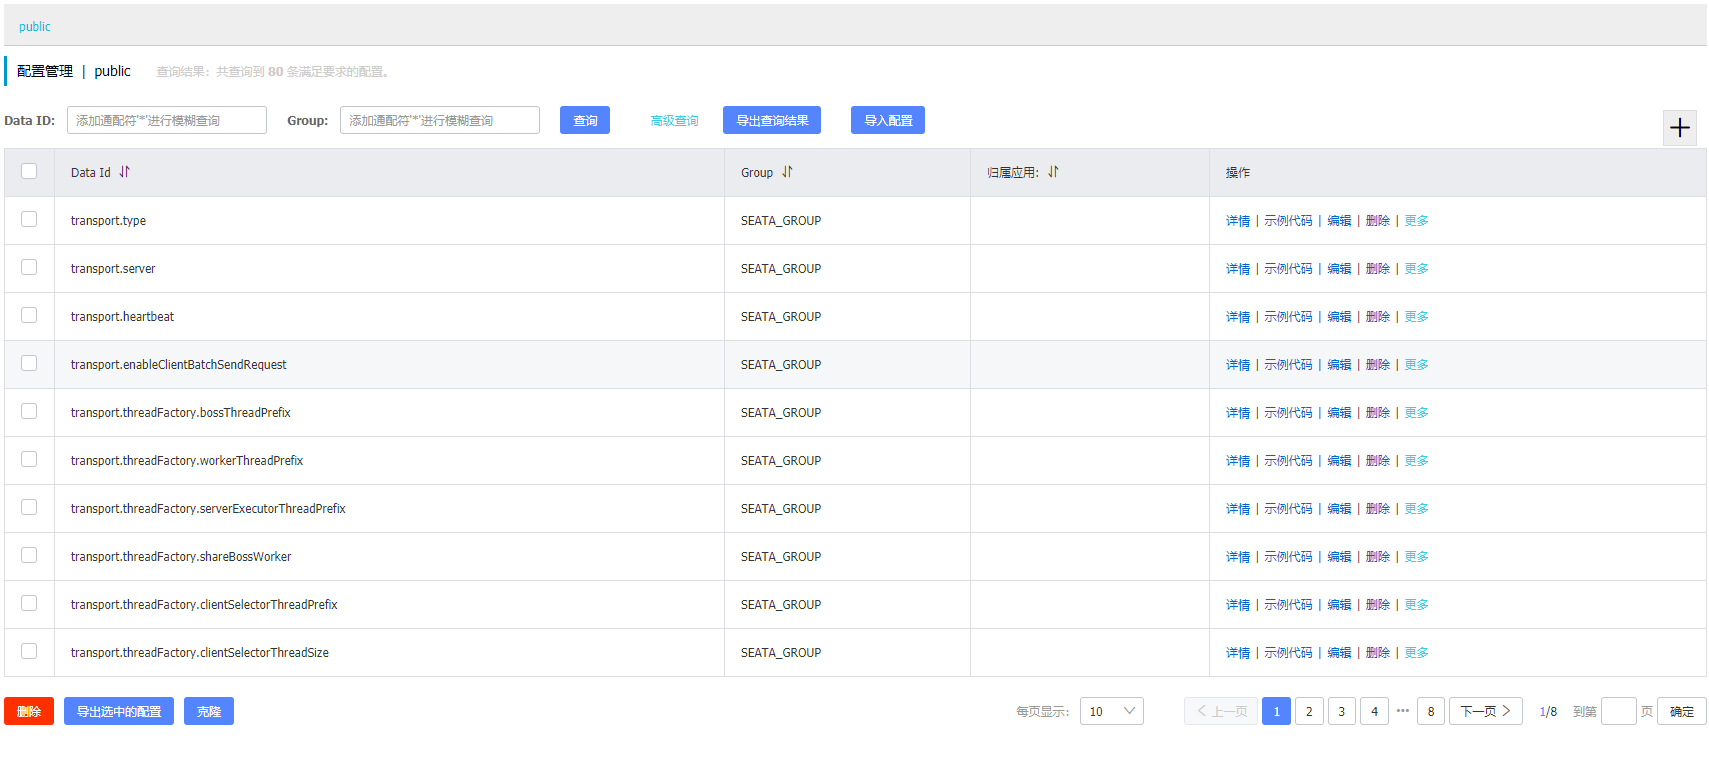 public
配置管理 | public 查询结果：共查询到 80 条满足要求的配置。
Data ID: 添加通配符'*'进行模糊查询 Group: 添加通配符'*'进行模糊查询 查询 高级查询 导出查询结果 导入配置
Data Id Group 归属应用: 操作
transport.type SEATA_GROUP 详情 | 示例代码 | 编辑 | 删除 | 更多
transport.server SEATA_GROUP 详情 | 示例代码 | 编辑 | 删除 | 更多
transport.heartbeat SEATA_GROUP 详情 | 示例代码 | 编辑 | 删除 | 更多
transport.enableClientBatchSendRequest SEATA_GROUP 详情 | 示例代码 | 编辑 | 删除 | 更多
transport.threadFactory.bossThreadPrefix SEATA_GROUP 详情 | 示例代码 | 编辑 | 删除 | 更多
transport.threadFactory.workerThreadPrefix SEATA_GROUP 详情 | 示例代码 | 编辑 | 删除 | 更多
transport.threadFactory.serverExecutorThreadPrefix SEATA_GROUP 详情 | 示例代码 | 编辑 | 删除 | 更多
transport.threadFactory.shareBossWorker SEATA_GROUP 详情 | 示例代码 | 编辑 | 删除 | 更多
transport.threadFactory.clientSelectorThreadPrefix SEATA_GROUP 详情 | 示例代码 | 编辑 | 删除 | 更多
transport.threadFactory.clientSelectorThreadSize SEATA_GROUP 详情 | 示例代码 | 编辑 | 删除 | 更多
删除 导出选中的配置 克隆 每页显示: 10 上一页 1 2 3 4 ••• 8 下一页 1/8 到第 页 确定